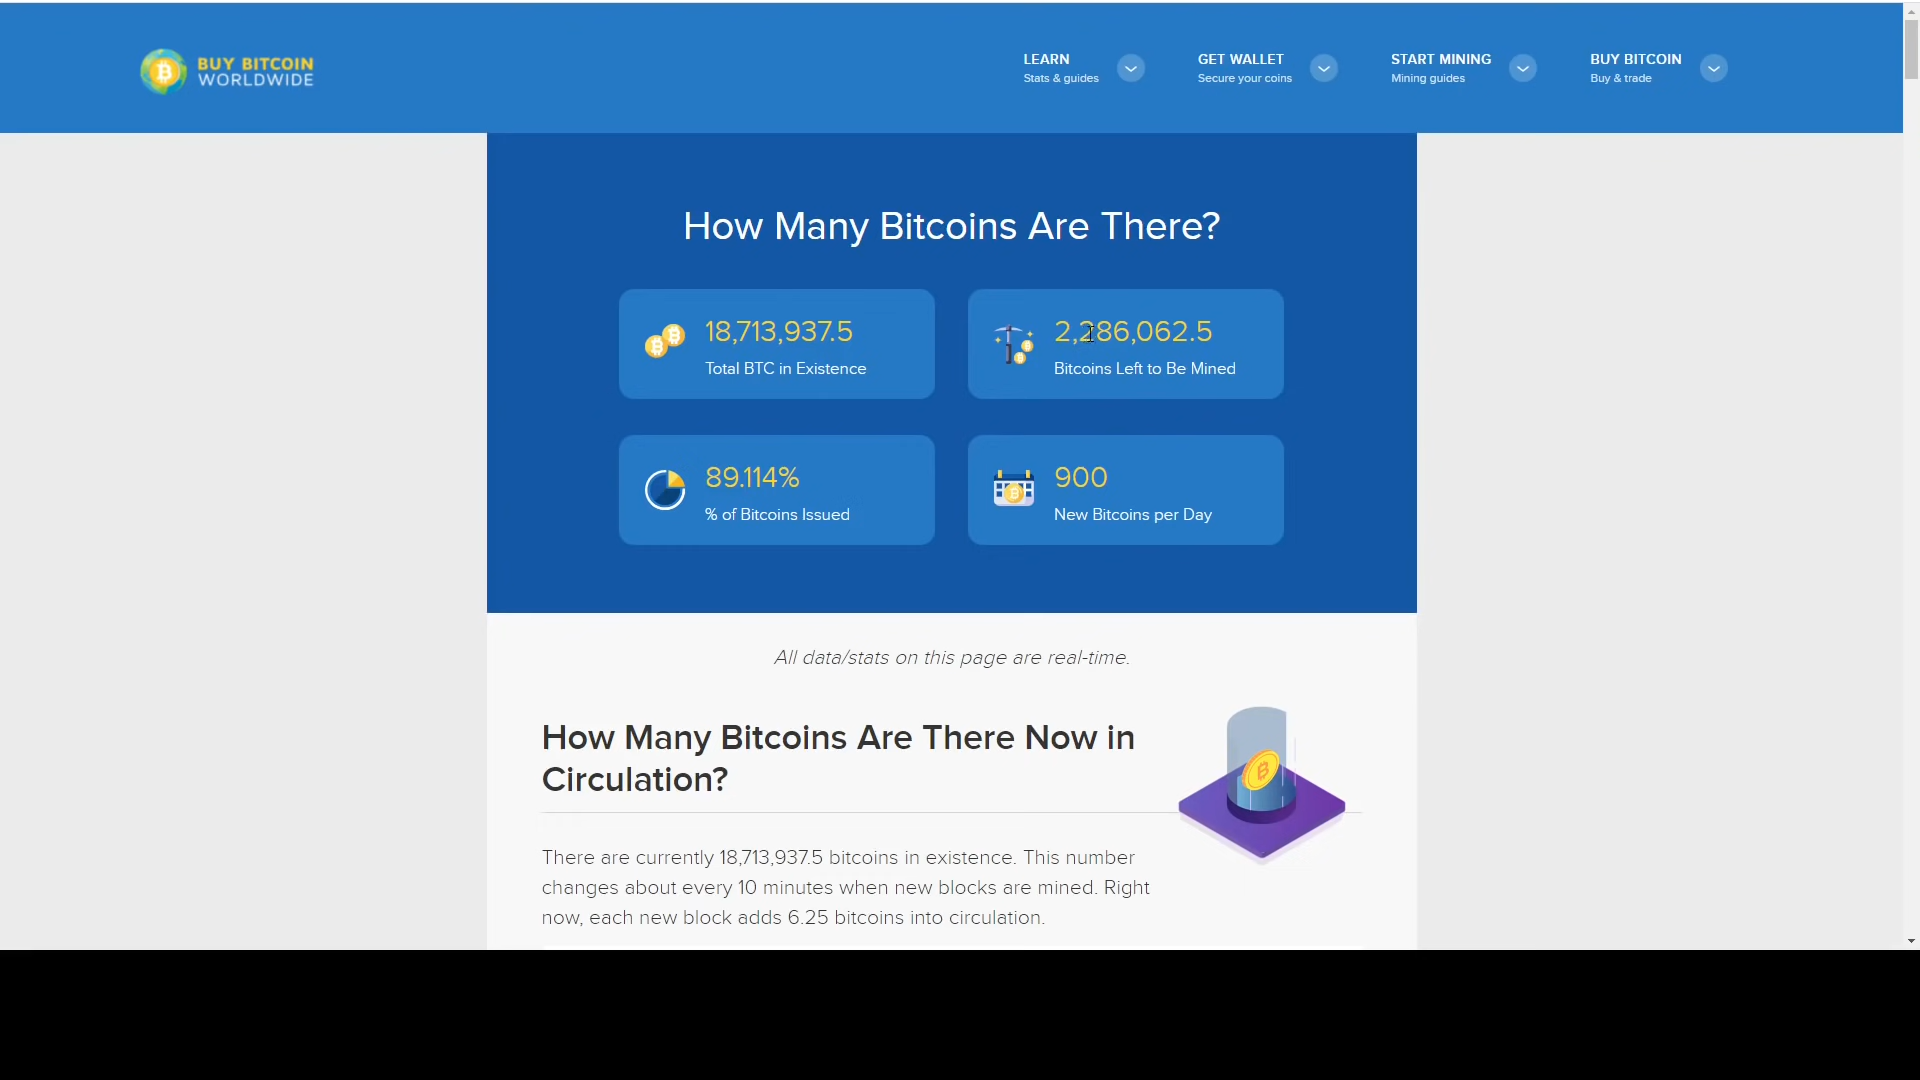 BUY BITCOIN
WORLDWIDE
LEARN
Stats & guides
GET WALLET
Secure your coins
START MINING
Mining guides
BUY BITCOIN
Buy & trade
How Many Bitcoins Are There?
18,713,937.5
Total BTC in Existence
2,286,062.5
Bitcoins Left to Be Mined
89.114%
% of Bitcoins Issued
900
New Bitcoins per Day
All data/stats on this page are real-time.
How Many Bitcoins Are There Now in
Circulation?
There are currently 18,713,937.5 bitcoins in existence. This number
changes about every 10 minutes when new blocks are mined. Right
now, each new block adds 6.25 bitcoins into circulation.